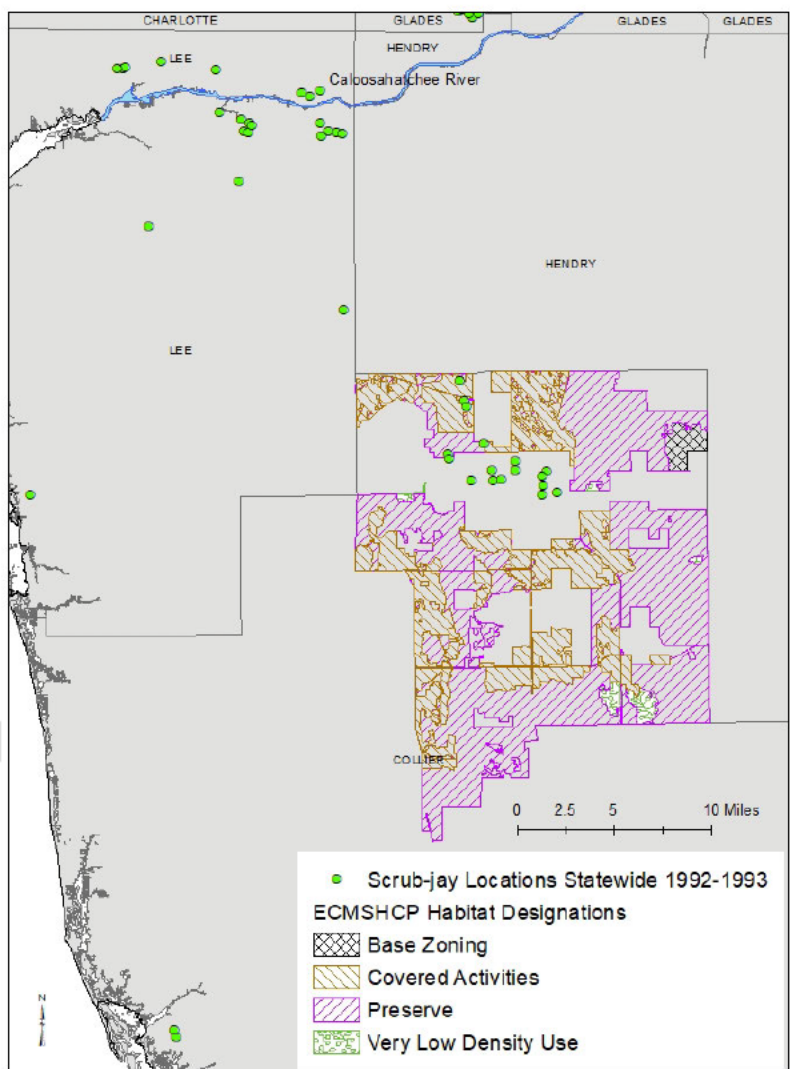 CHARLOTTE GLADES GLADES GLADES
LEE HENDRY
Caloosahatchee River
HENDRY
LEE
COLLIER
0 2.5 5 10 Miles
Scrub-jay Locations Statewide 1992-1993
ECMSHCP Habitat Designations
Base Zoning
Covered Activities
Preserve
Very Low Density Use
N